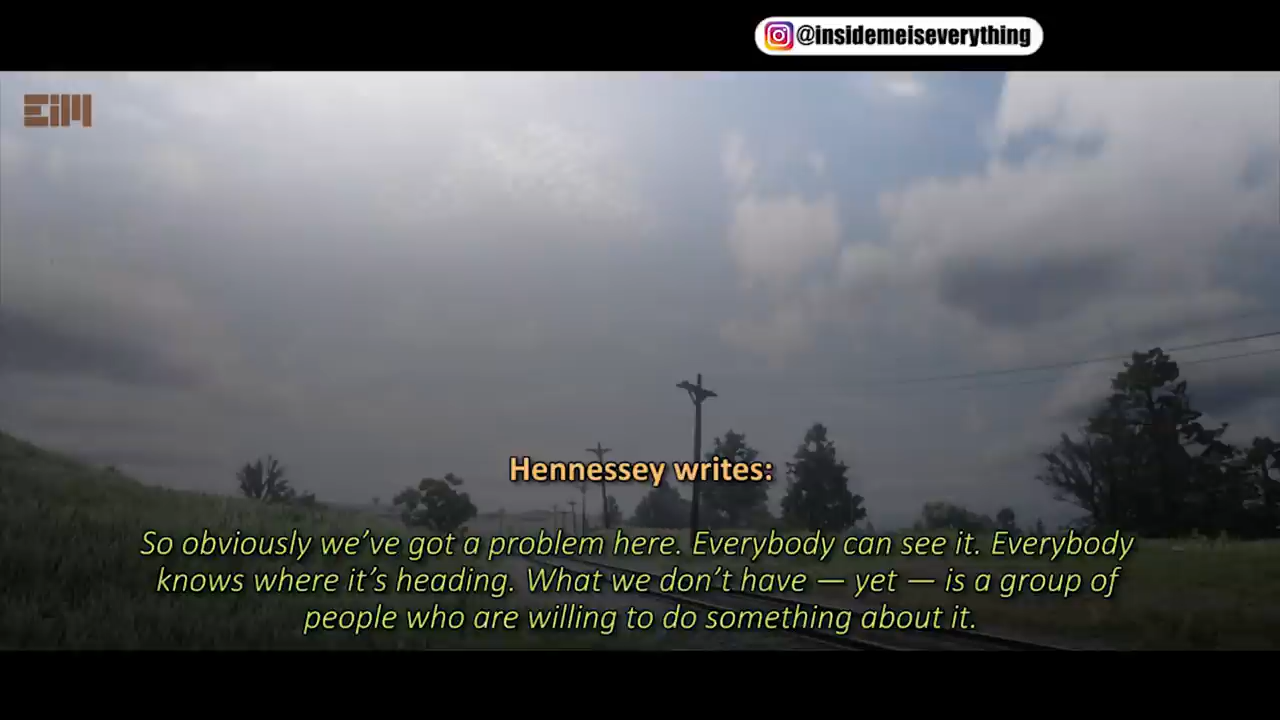 @insidemeiseverything
EiM
Hennessey writes:
So obviously we've got a problem here. Everybody can see it. Everybody
knows where it's heading. What we don't have — yet — is a group of
people who are willing to do something about it.